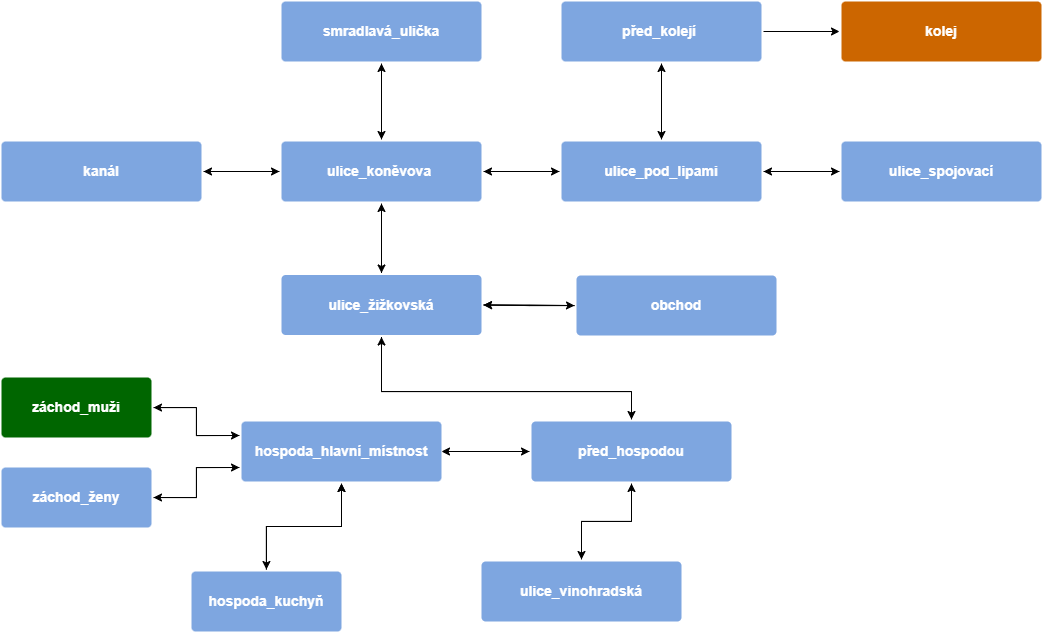 smradlavá_ulička
před_kolejí
kolej
kanál
ulice_koněvova
ulice_pod_lipami
ulice_spojovací
ulice_žižkovská
obchod
záchod_muži
hospoda_hlavní_místnost
před_hospodou
záchod_ženy
hospoda_kuchyň
ulice_vinohradská